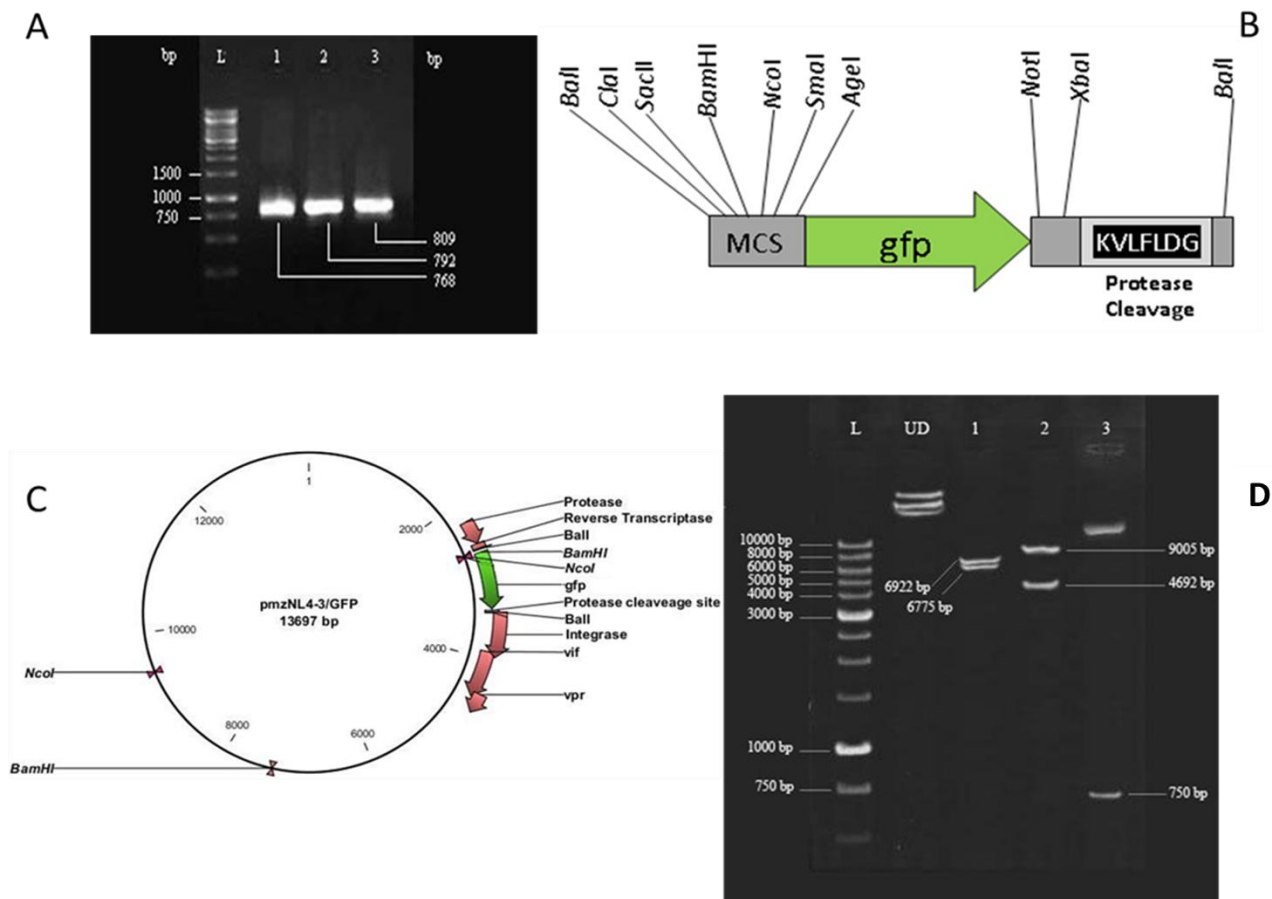 A
bp L 1 2 3 bp
1500
1000
750
809
792
768
B
BalI ClaI SacII BamHI NcoI SmaI AgeI NotI XbaI BalI
MCS gfp KVLFLDG
Protease
Cleavage
C
1
2000
4000
6000
8000
10000
12000
pmzNL4-3/GFP
13697 bp
Protease
Reverse Transcriptase
BalI
BamHI
NcoI
gfp
Protease cleaveage site
BalI
Integrase
vif
vpr
NcoI
BamHI
D
L UD 1 2 3
10000 bp
8000 bp
6000 bp
5000 bp
4000 bp
3000 bp
1000 bp
750 bp
6922 bp
6775 bp
9005 bp
4692 bp
750 bp